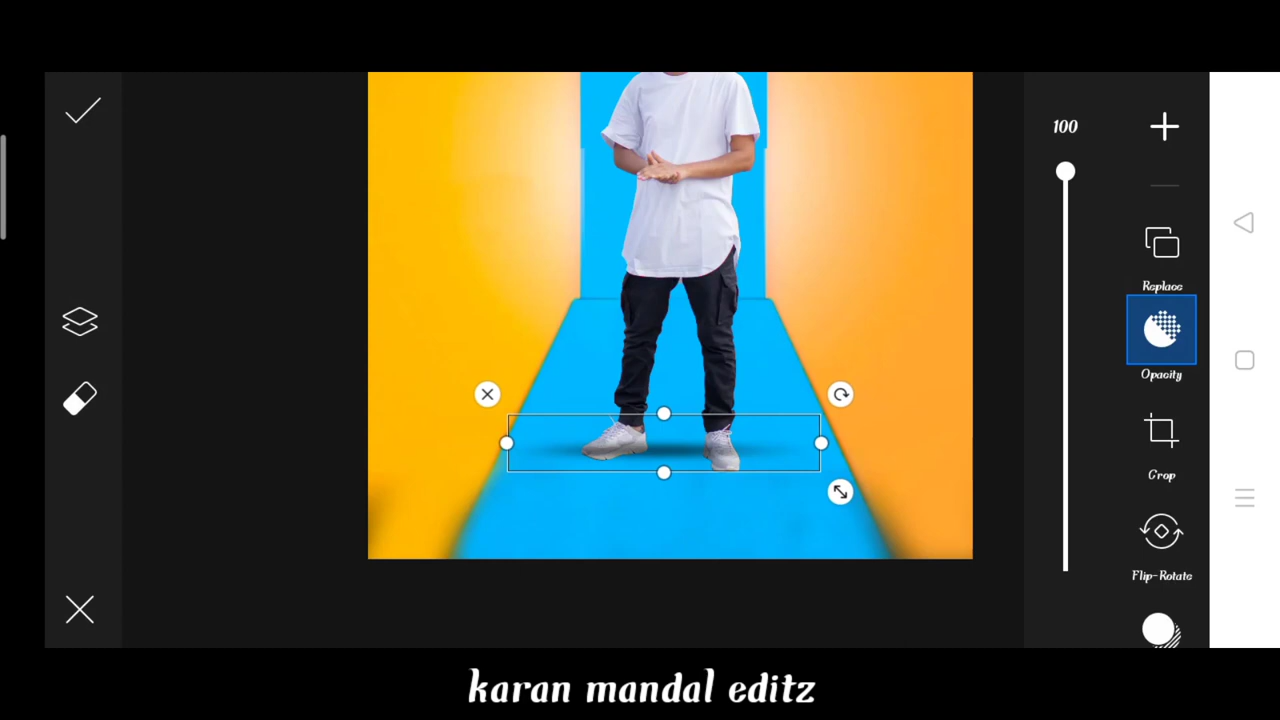 100
Replace
Opacity
Crop
Flip-Rotate
karan mandal editz